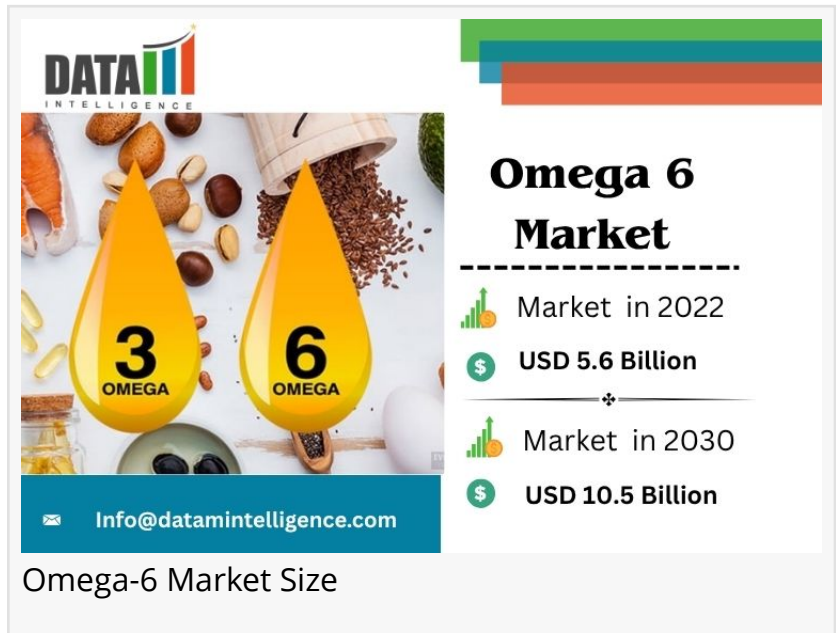 DATA
INTELLIGENCE
3
OMEGA
6
OMEGA
Info@datamintelligence.com
Omega 6
Market
Market in 2022
$
USD 5.6 Billion
Market in 2030
$
USD 10.5 Billion
Omega-6 Market Size